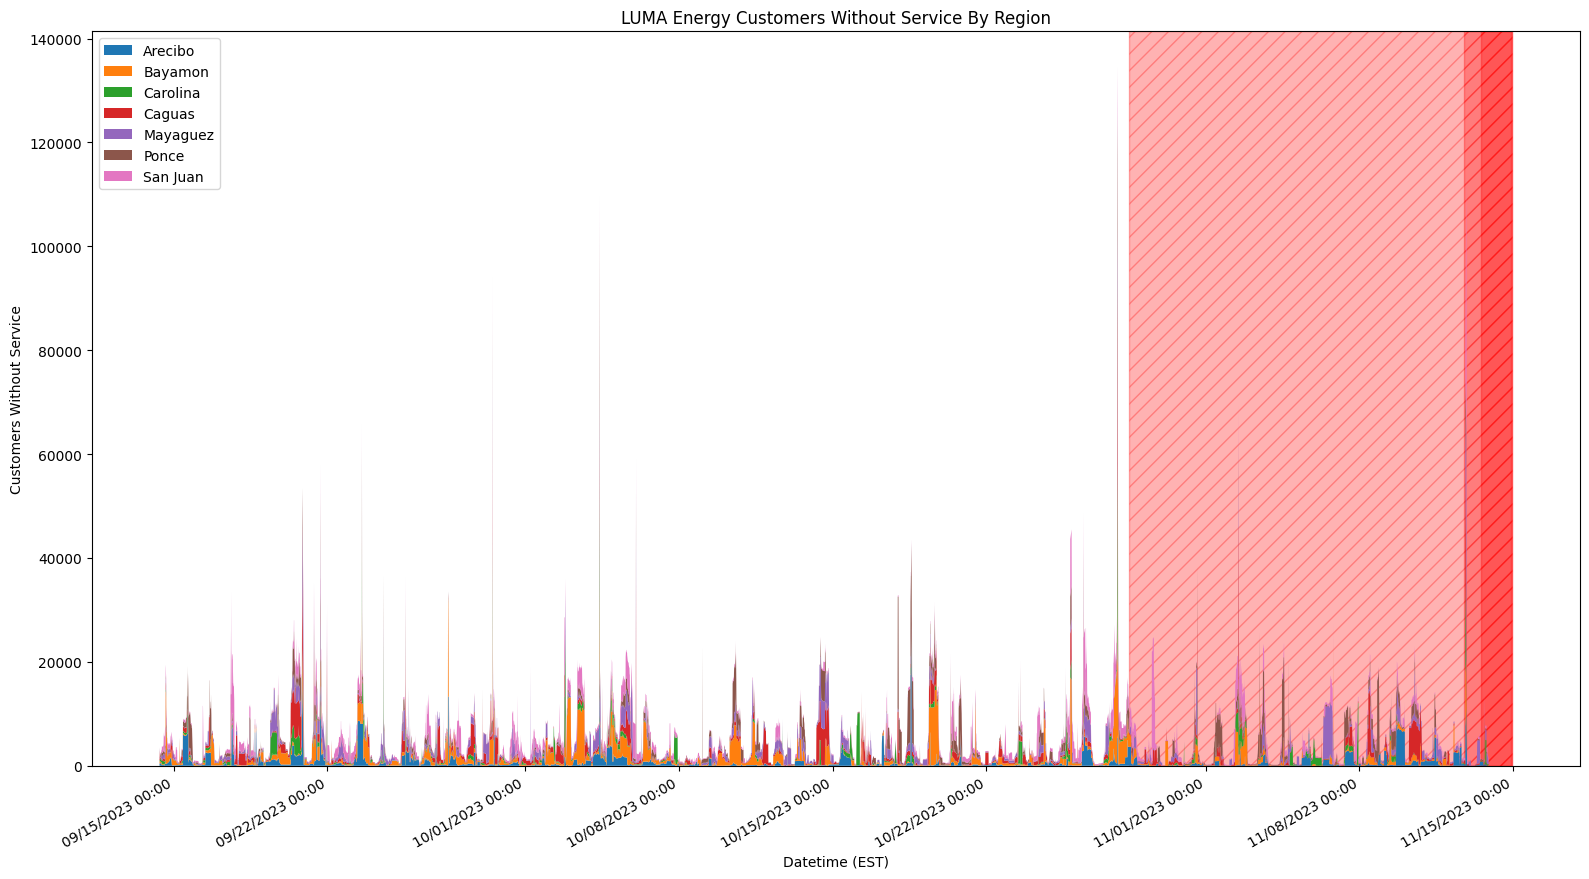 LUMA Energy Customers Without Service By Region
140000
120000
100000
80000
60000
40000
20000
0
Customers Without Service
Arecibo
Bayamon
Carolina
Caguas
Mayaguez
Ponce
San Juan
09/15/2023 00:00
09/22/2023 00:00
10/01/2023 00:00
10/08/2023 00:00
10/15/2023 00:00
10/22/2023 00:00
11/01/2023 00:00
11/08/2023 00:00
11/15/2023 00:00
Datetime (EST)